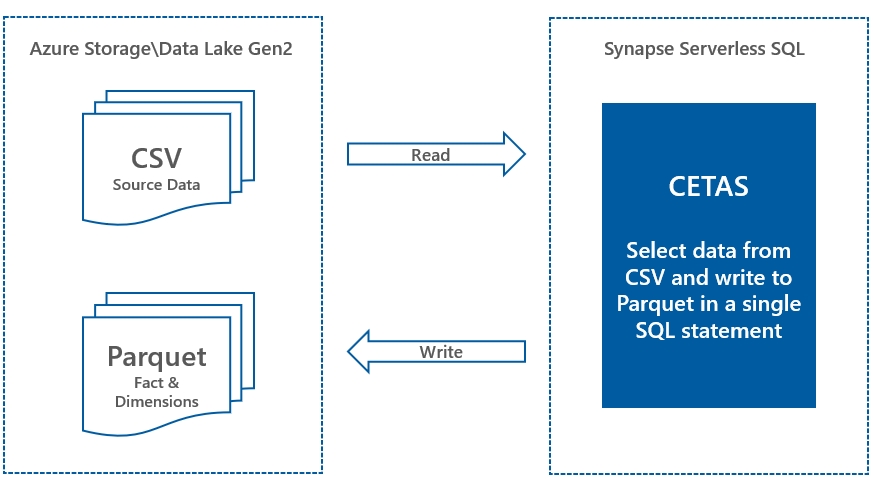 Azure Storage\Data Lake Gen2
CSV
Source Data
Parquet
Fact &
Dimensions
Read
Write
Synapse Serverless SQL
CETAS
Select data from
CSV and write to
Parquet in a single
SQL statement